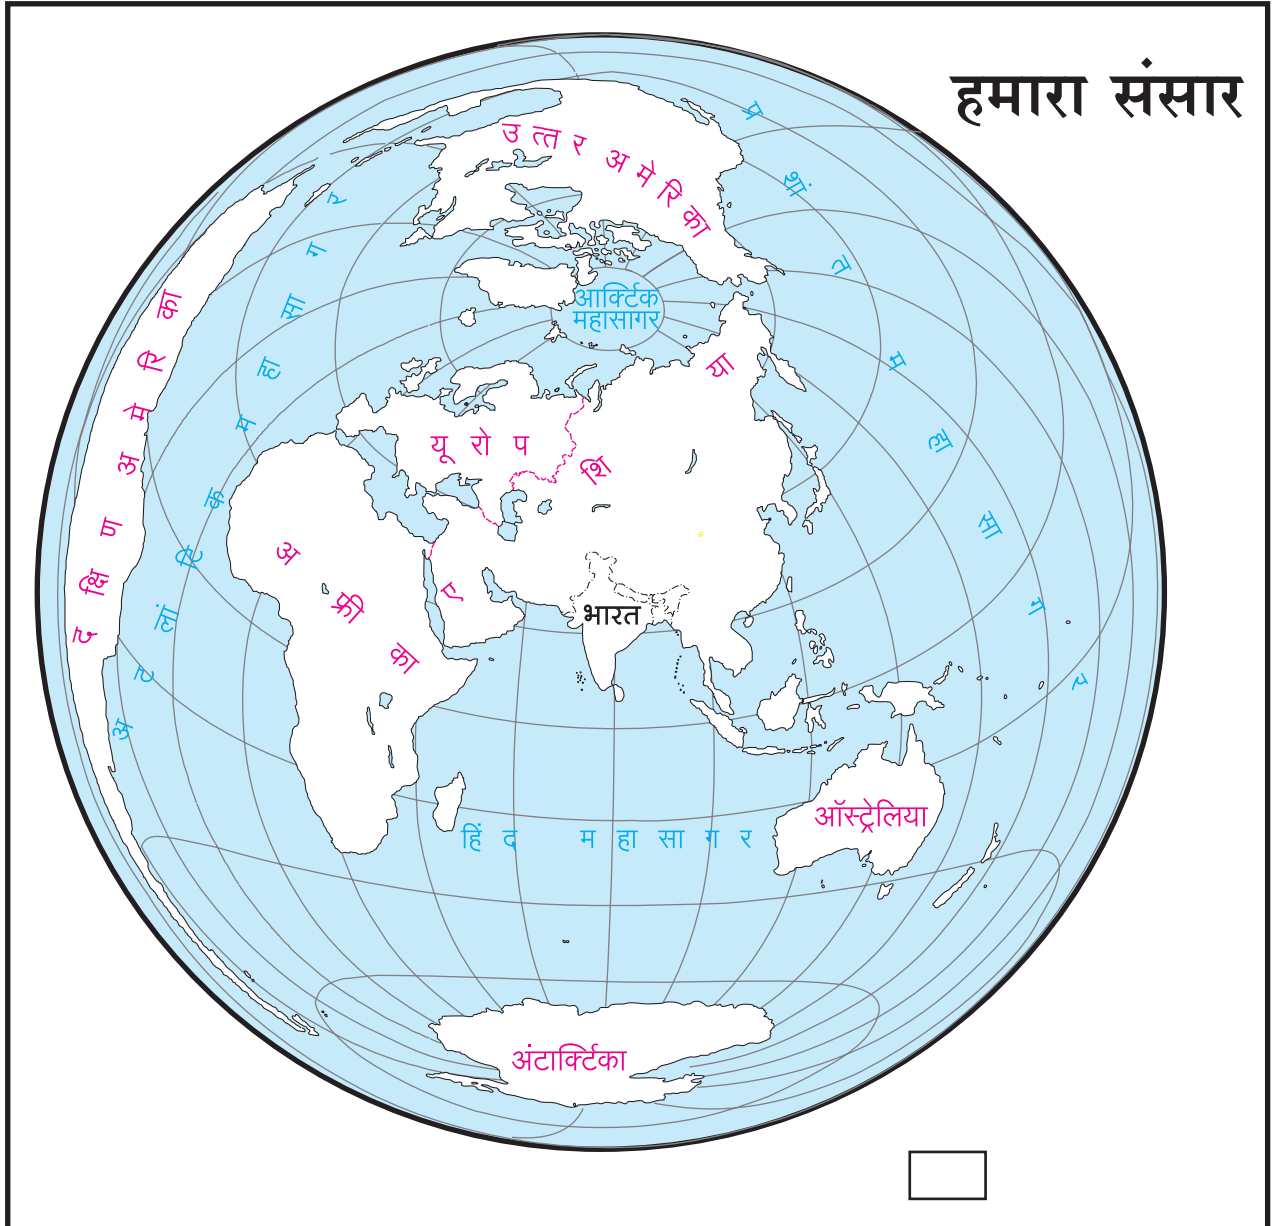 हमारा संसार
उत्तर अमेरिका
प्रशांत महासागर
आर्क्टिक
महासागर
दक्षिण अमेरिका
अटलांटिक महासागर
यूरोप
एशिया
अफ्रीका
भारत
हिंद महासागर
ऑस्ट्रेलिया
अंटार्क्टिका